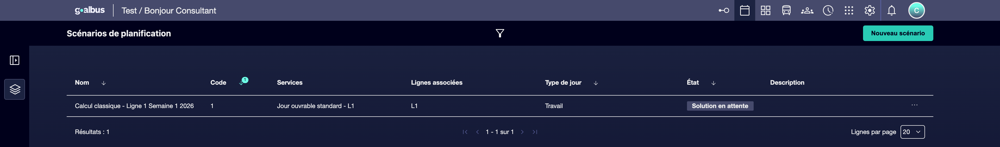 goalbus Test / Bonjour Consultant C
Scénarios de planification Nouveau scénario
Nom Code 1 Services Lignes associées Type de jour État Description
Calcul classique - Ligne 1 Semaine 1 2026 1 Jour ouvrable standard - L1 L1 Travail Solution en attente ...
Résultats : 1 1 - 1 sur 1 Lignes par page 20